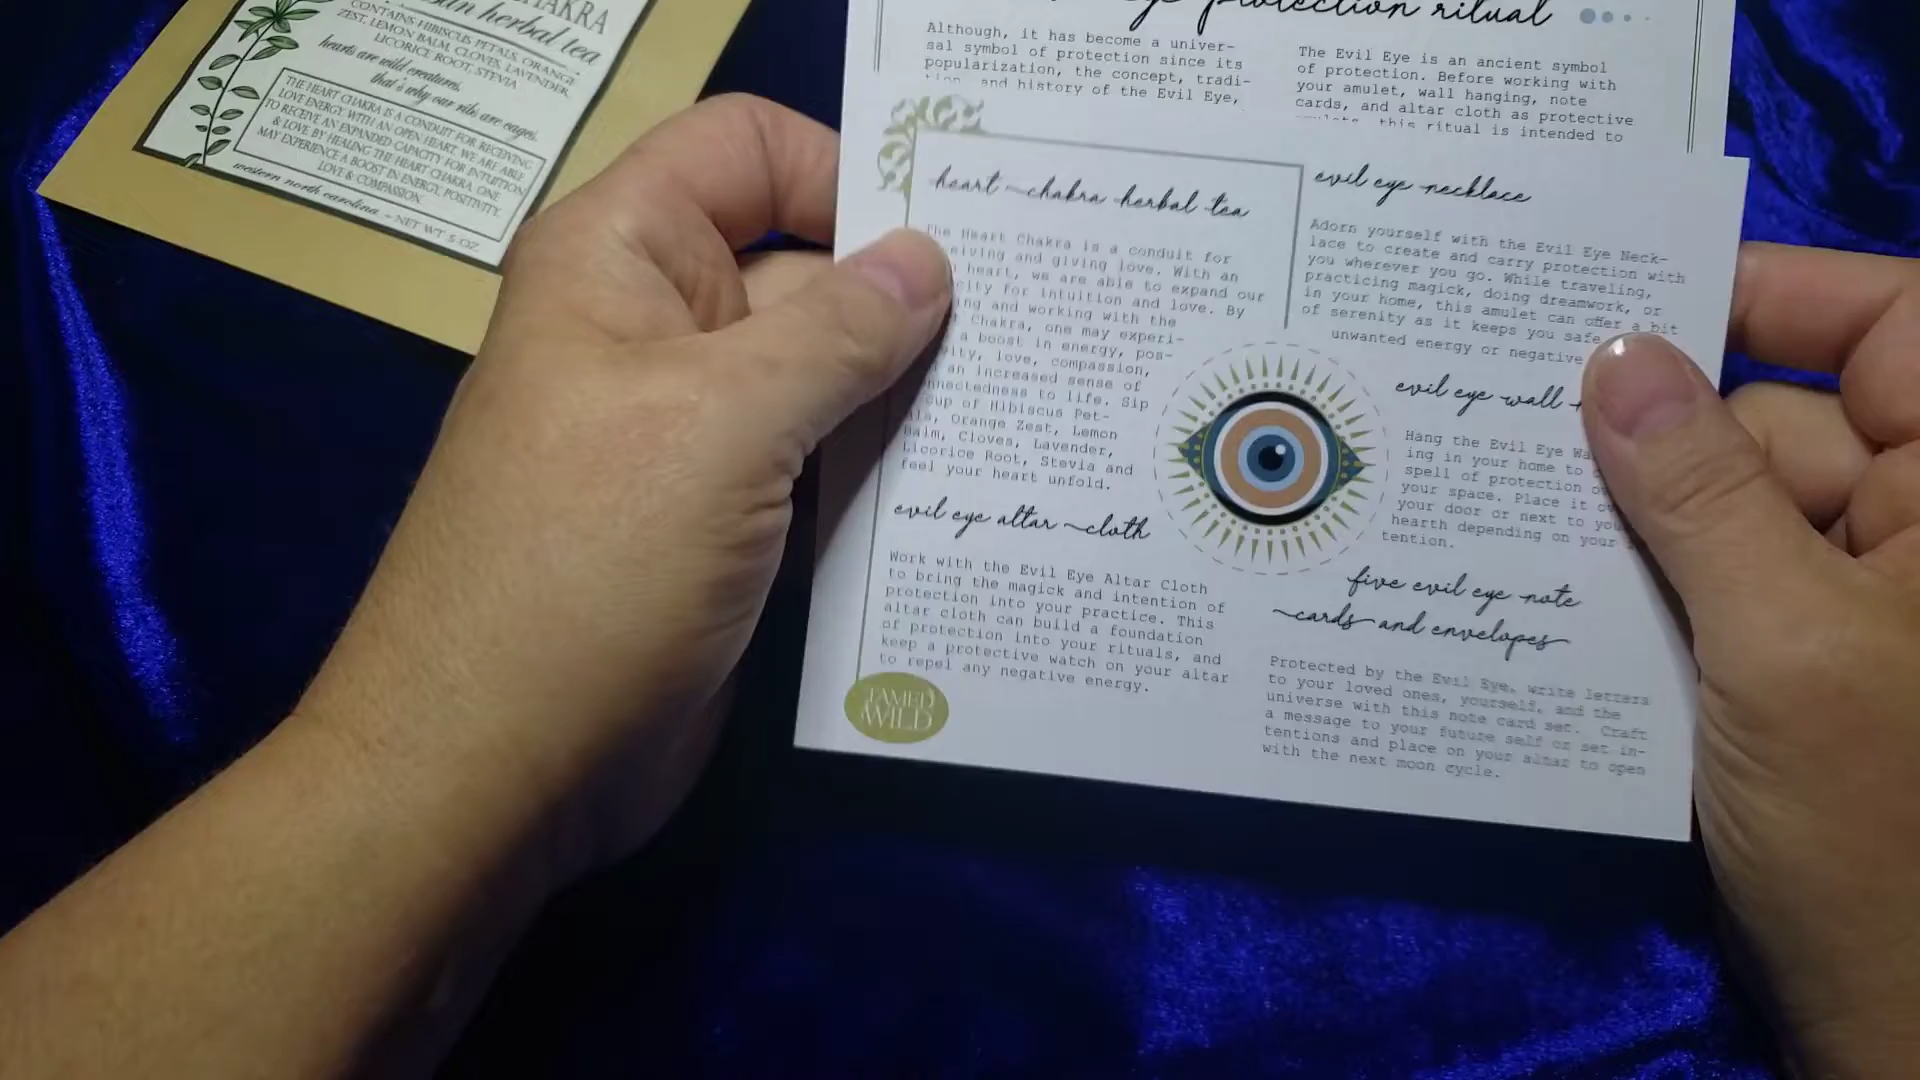 CHAKRA
herbal tea
CONTAINS HIBISCUS PETALS, ORANGE
ZEST, LEMON BALM, CLOVES, LAVENDER,
LICORICE ROOT, STEVIA
hearts are wild creatures,
that's why our ribs are cages.
THE HEART CHAKRA IS A CONDUIT FOR RECEIVING
LOVE ENERGY. WITH AN OPEN HEART, WE ARE ABLE
TO RECEIVE AN EXPANDED CAPACITY FOR INTUITION
& LOVE. BY HEALING THE HEART CHAKRA, ONE
MAY EXPERIENCE A BOOST IN ENERGY, POSITIVITY,
LOVE & COMPASSION.
western north carolina ~ NET WT .5 OZ.
eye protection ritual
Although, it has become a univer-
sal symbol of protection since its
popularization, the concept, tradi-
and history of the Evil Eye,
The Evil Eye is an ancient symbol
of protection. Before working with
your amulet, wall hanging, note
cards, and altar cloth as protective
this ritual is intended to
heart chakra herbal tea
The Heart Chakra is a conduit for
and giving love. With an
heart, we are able to expand our
for intuition and love. By
and working with the
Chakra, one may experi-
a boost in energy, pos-
love, compassion,
an increased sense of
to life. Sip
cup of Hibiscus Pet-
Orange Zest, Lemon
Balm, Cloves, Lavender,
Licorice Root, Stevia and
feel your heart unfold.
evil eye altar cloth
Work with the Evil Eye Altar Cloth
to bring the magick and intention of
protection into your practice. This
altar cloth can build a foundation
of protection into your rituals, and
keep a protective watch on your altar
to repel any negative energy.
TAMED
WILD
evil eye necklace
Adorn yourself with the Evil Eye Neck-
lace to create and carry protection with
you wherever you go. While traveling,
practicing magick, doing dreamwork, or
in your home, this amulet can offer a bit
of serenity as it keeps you safe
unwanted energy or negative
evil eye wall
Hang the Evil Eye
ing in your home to
spell of protection
your space. Place it
your door or next to
hearth depending on your
tention.
five evil eye note
cards and envelopes
Protected by the Evil Eye, write letters
to your loved ones, yourself, and the
universe with this note card set. Craft
a message to your future self or set in-
tentions and place on your altar to open
with the next moon cycle.